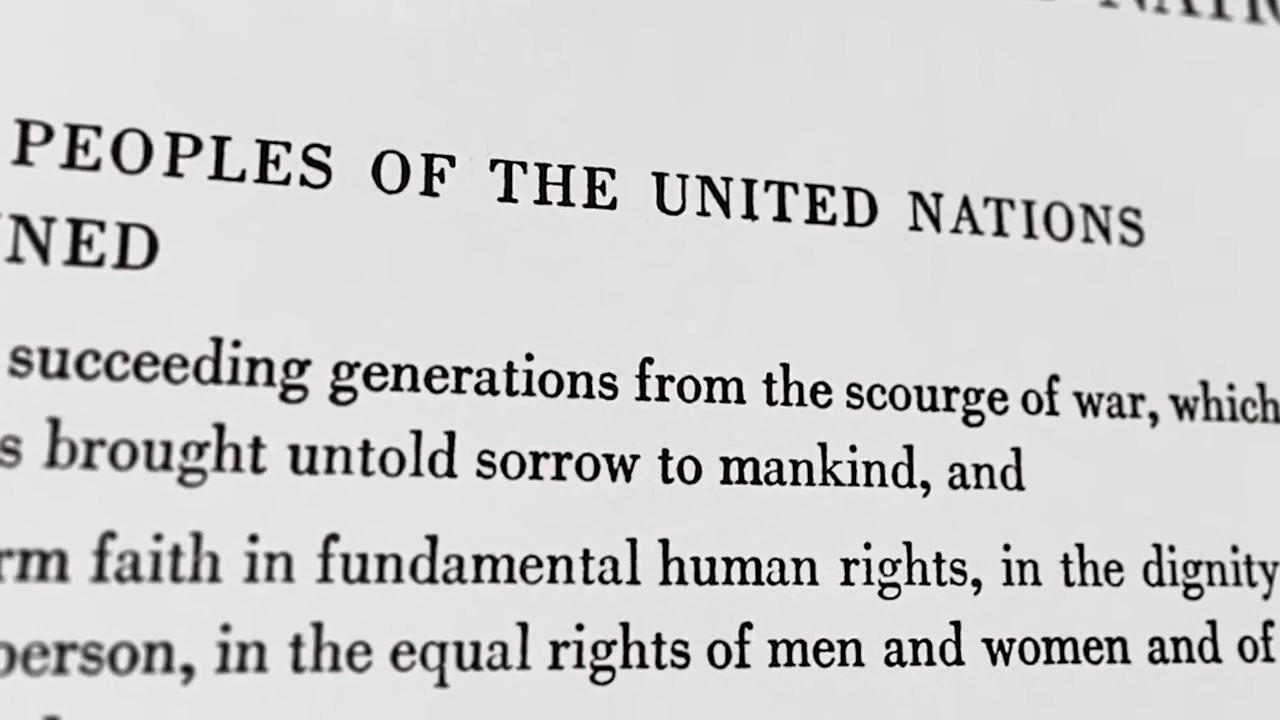 PEOPLES OF THE UNITED NATIONS
NED
succeeding generations from the scourge of war, which
s brought untold sorrow to mankind, and
rm faith in fundamental human rights, in the dignity
person, in the equal rights of men and women and of